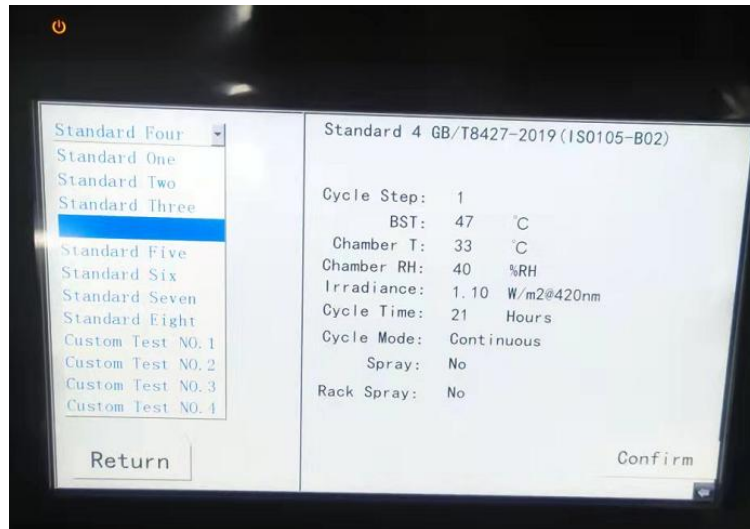 Standard Four
Standard One
Standard Two
Standard Three
Standard Five
Standard Six
Standard Seven
Standard Eight
Custom Test NO.1
Custom Test NO.2
Custom Test NO.3
Custom Test NO.4
Return
Standard 4 GB/T8427-2019(ISO105-B02)
Cycle Step: 1
BST: 47 °C
Chamber T: 33 °C
Chamber RH: 40 %RH
Irradiance: 1.10 W/m2@420nm
Cycle Time: 21 Hours
Cycle Mode: Continuous
Spray: No
Rack Spray: No
Confirm